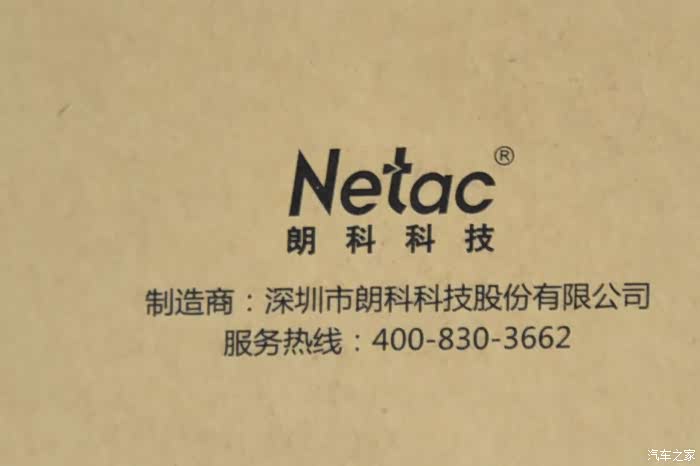 Netac®
朗科科技
制造商：深圳市朗科科技股份有限公司
服务热线：400-830-3662
汽车之家